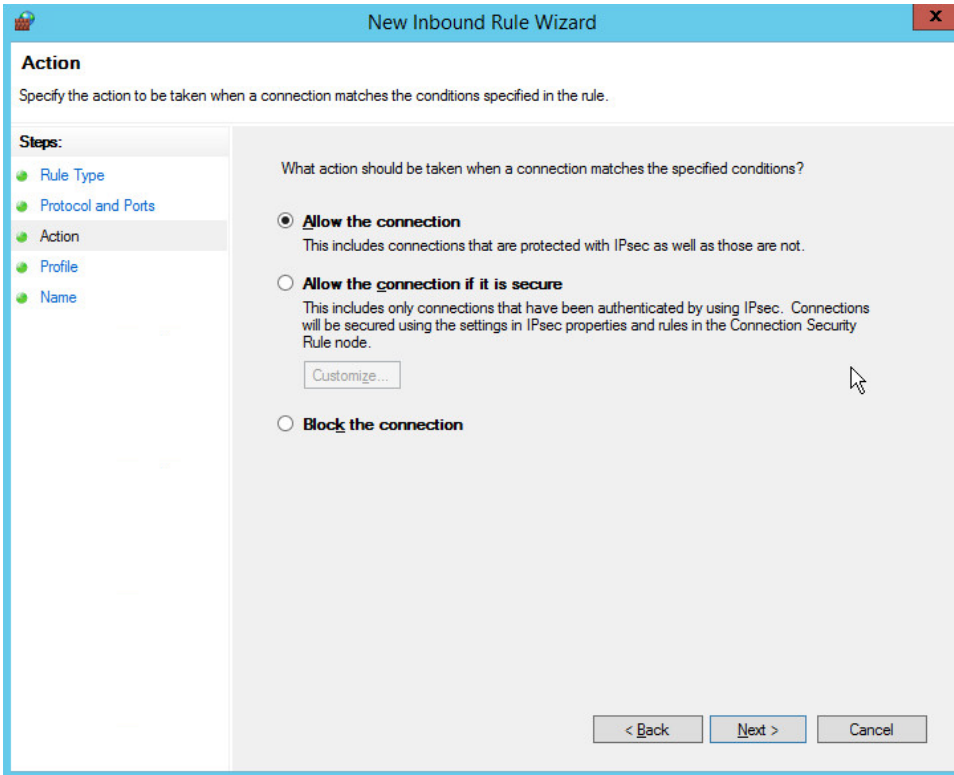 New Inbound Rule Wizard
x
Action
Specify the action to be taken when a connection matches the conditions specified in the rule.
Steps:
Rule Type
Protocol and Ports
Action
Profile
Name
What action should be taken when a connection matches the specified conditions?
Allow the connection
This includes connections that are protected with IPsec as well as those are not.
Allow the connection if it is secure
This includes only connections that have been authenticated by using IPsec. Connections
will be secured using the settings in IPsec properties and rules in the Connection Security
Rule node.
Customize...
Block the connection
< Back
Next >
Cancel